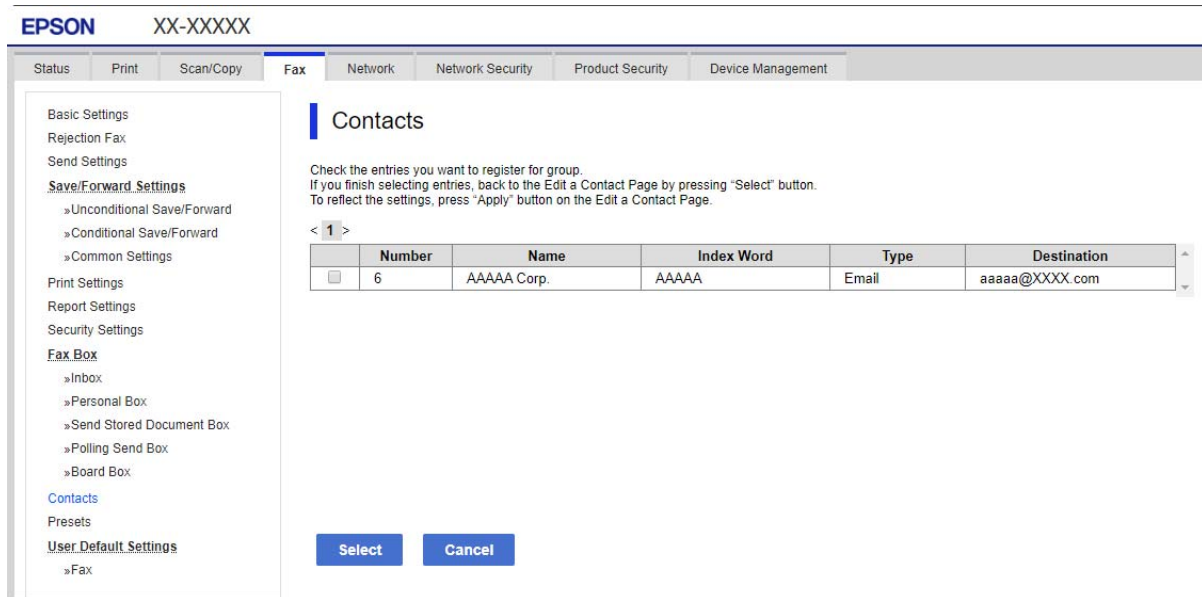 EPSON XX-XXXXX
Status Print Scan/Copy Fax Network Network Security Product Security Device Management
Basic Settings
Rejection Fax
Send Settings
Save/Forward Settings
»Unconditional Save/Forward
»Conditional Save/Forward
»Common Settings
Print Settings
Report Settings
Security Settings
Fax Box
»Inbox
»Personal Box
»Send Stored Document Box
»Polling Send Box
»Board Box
Contacts
Presets
User Default Settings
»Fax
Contacts
Check the entries you want to register for group.
If you finish selecting entries, back to the Edit a Contact Page by pressing “Select” button.
To reflect the settings, press “Apply” button on the Edit a Contact Page.
< 1 >
Number Name Index Word Type Destination
6 AAAAA Corp. AAAAA Email aaaaa@XXXX.com
Select Cancel